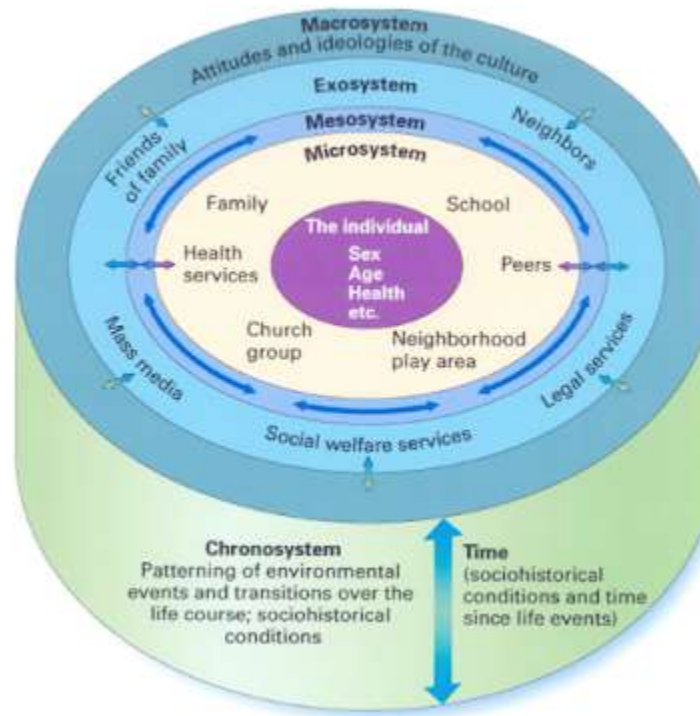 Macrosystem
Attitudes and ideologies of the culture
Exosystem
Mesosystem
Microsystem
Friends
of family
Neighbors
Family
School
The individual
Sex
Age
Health
etc.
Health
services
Peers
Church
group
Neighborhood
play area
Mass media
Legal services
Social welfare services
Chronosystem
Patterning of environmental
events and transitions over the
life course; sociohistorical
conditions
Time
(sociohistorical
conditions and time
since life events)